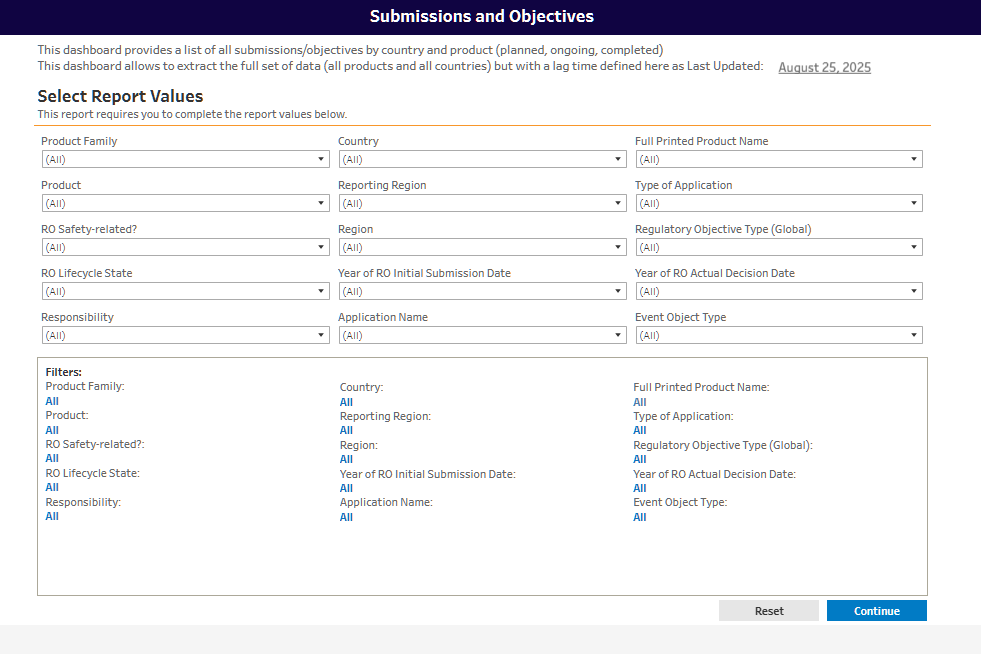 Submissions and Objectives
This dashboard provides a list of all submissions/objectives by country and product (planned, ongoing, completed)
This dashboard allows to extract the full set of data (all products and all countries) but with a lag time defined here as Last Updated: August 25, 2025
Select Report Values
This report requires you to complete the report values below.
Product Family Country Full Printed Product Name
(All) (All) (All)
Product Reporting Region Type of Application
(All) (All) (All)
RO Safety-related? Region Regulatory Objective Type (Global)
(All) (All) (All)
RO Lifecycle State Year of RO Initial Submission Date Year of RO Actual Decision Date
(All) (All) (All)
Responsibility Application Name Event Object Type
(All) (All) (All)
Filters:
Product Family: Country: Full Printed Product Name:
All All All
Product: Reporting Region: Type of Application:
All All All
RO Safety-related?: Region: Regulatory Objective Type (Global):
All All All
RO Lifecycle State: Year of RO Initial Submission Date: Year of RO Actual Decision Date:
All All All
Responsibility: Application Name: Event Object Type:
All All All
Reset Continue